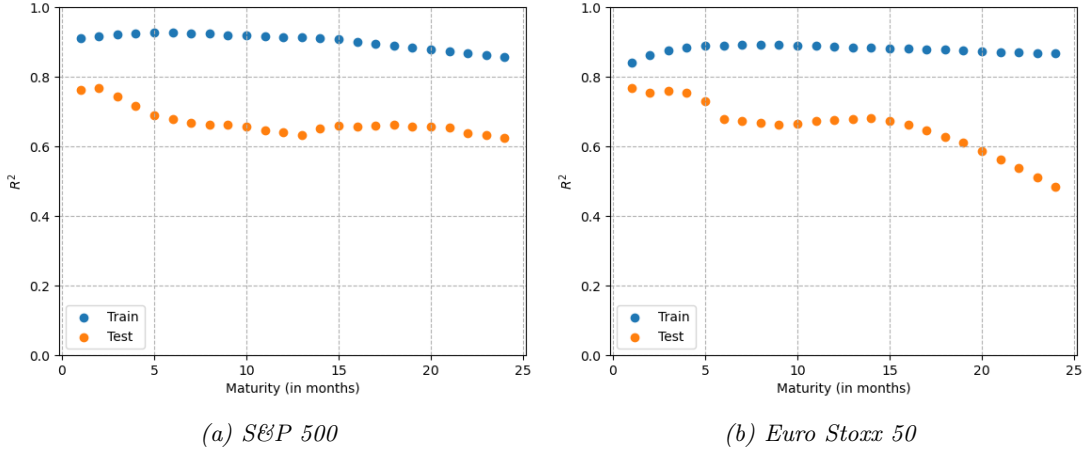 1.0
0.8
0.6
0.4
0.2
0.0
R²
Train
Test
0 5 10 15 20 25
Maturity (in months)
(a) S&P 500
1.0
0.8
0.6
0.4
0.2
0.0
R²
Train
Test
0 5 10 15 20 25
Maturity (in months)
(b) Euro Stoxx 50